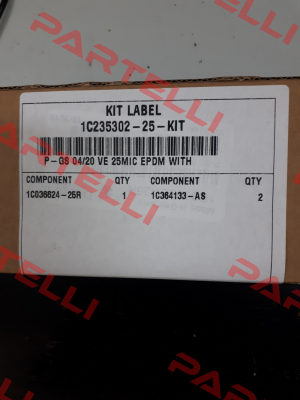 PARTELLI
KIT LABEL
1C235302-25-KIT
P-GS 04/20 VE 25MIC EPDM WITH
COMPONENT QTY COMPONENT QTY
1C036624-25R 1 1C364133-AS 2
PARTELLI
PARTELLI